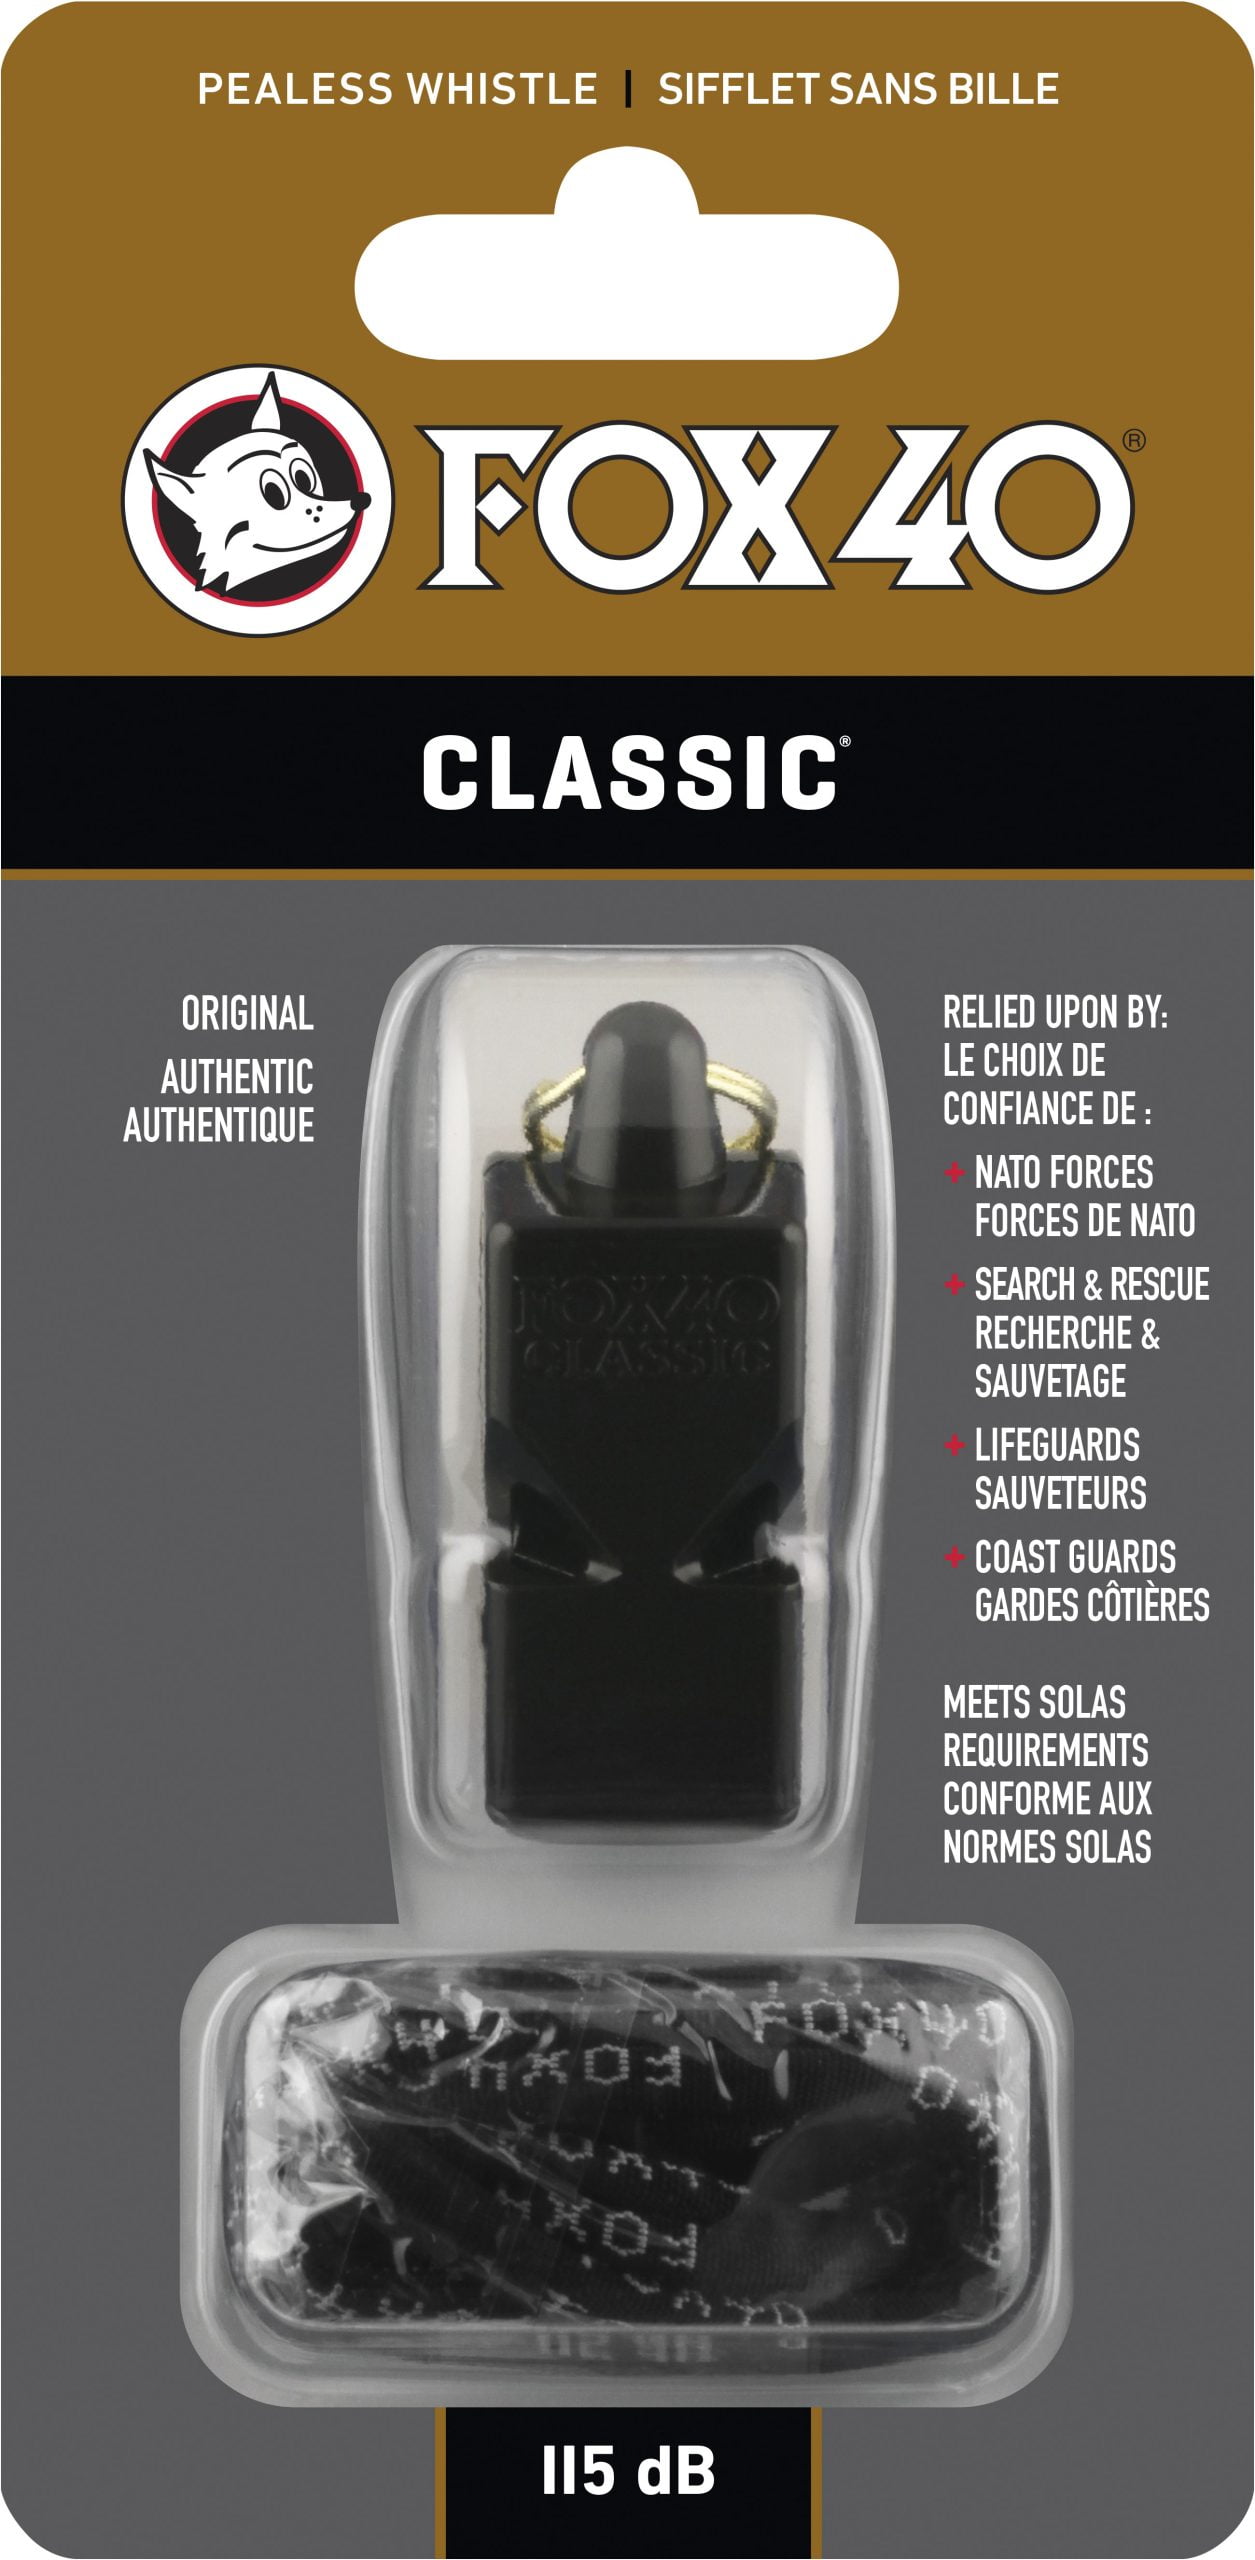 PEALESS WHISTLE | SIFFLET SANS BILLE
FOX 40®
CLASSIC®
ORIGINAL
AUTHENTIC
AUTHENTIQUE
RELIED UPON BY:
LE CHOIX DE
CONFIANCE DE :
+ NATO FORCES
FORCES DE NATO
+ SEARCH & RESCUE
RECHERCHE &
SAUVETAGE
+ LIFEGUARDS
SAUVETEURS
+ COAST GUARDS
GARDES CÔTIÈRES
MEETS SOLAS
REQUIREMENTS
CONFORME AUX
NORMES SOLAS
FOX 40
CLASSIC
FOX 40
115 dB